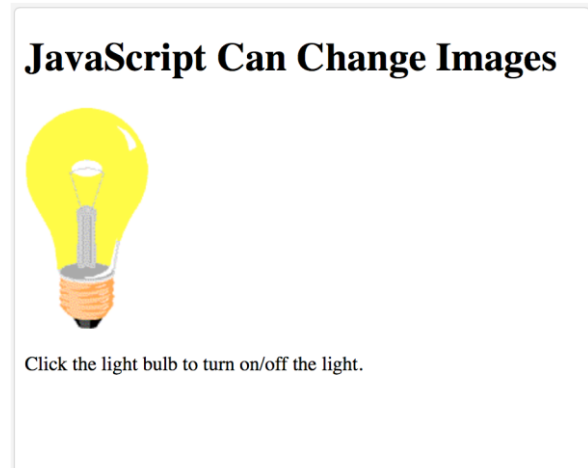 JavaScript Can Change Images
Click the light bulb to turn on/off the light.